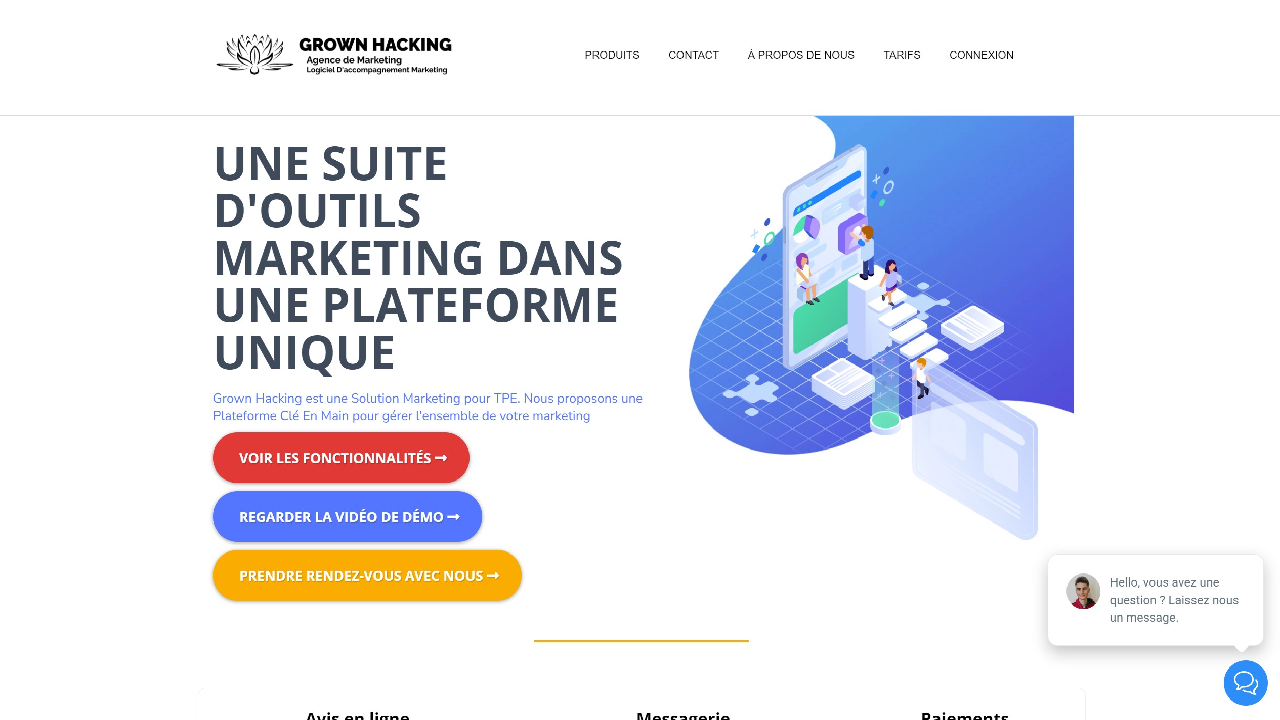 GROWN HACKING
Agence de Marketing
Logiciel D'accompagnement Marketing
PRODUITS
CONTACT
À PROPOS DE NOUS
TARIFS
CONNEXION
UNE SUITE
D'OUTILS
MARKETING DANS
UNE PLATEFORME
UNIQUE
Grown Hacking est une Solution Marketing pour TPE. Nous proposons une
Plateforme Clé En Main pour gérer l'ensemble de votre marketing
VOIR LES FONCTIONNALITÉS →
REGARDER LA VIDÉO DE DÉMO →
PRENDRE RENDEZ-VOUS AVEC NOUS →
Hello, vous avez une
question ? Laissez nous
un message.
Avis en ligne
Messagerie
Paiements